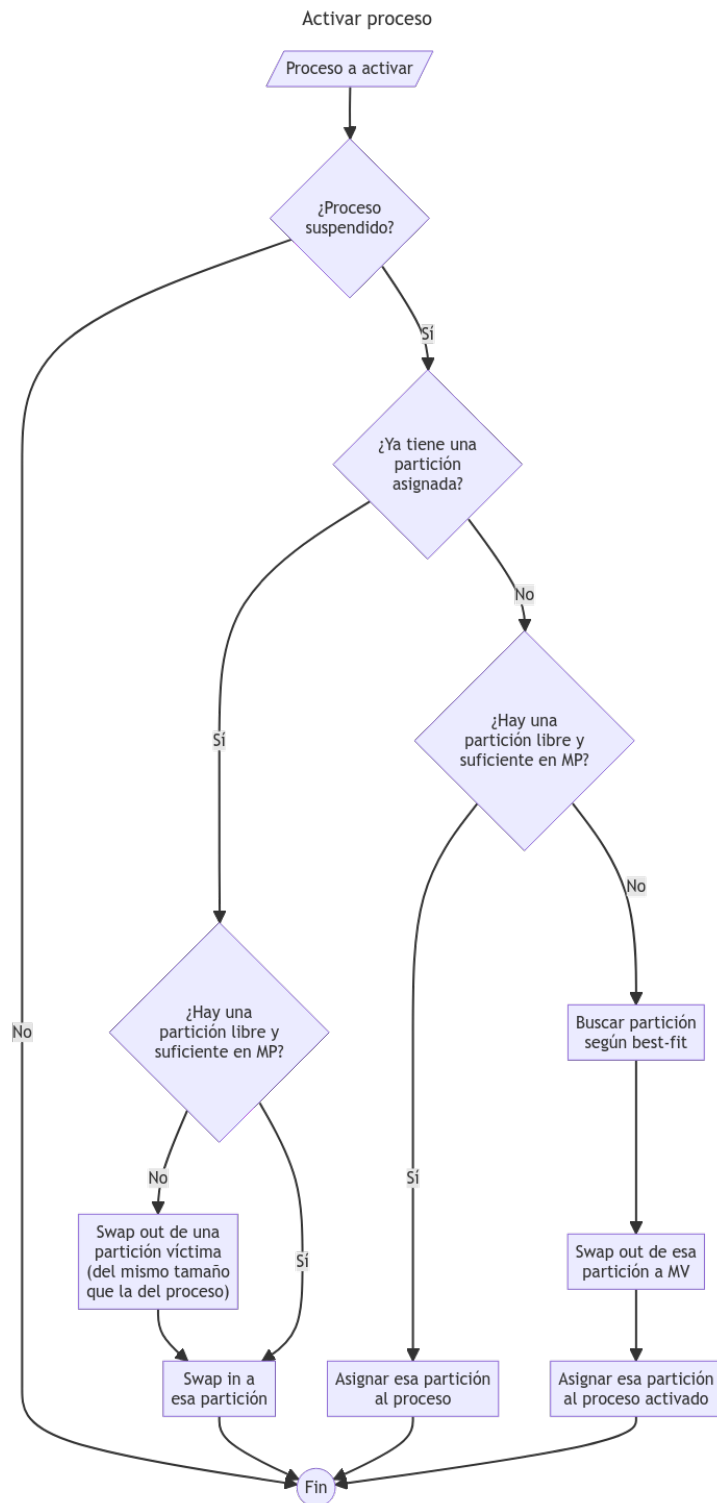 Activar proceso
Proceso a activar
¿Proceso
suspendido?
Sí
¿Ya tiene una
partición
asignada?
No
¿Hay una
partición libre y
suficiente en MP?
Sí
No
¿Hay una
partición libre y
suficiente en MP?
Buscar partición
según best-fit
No
No
Sí
Sí
Swap out de una
partición víctima
(del mismo tamaño
que la del proceso)
Swap out de esa
partición a MV
Swap in a
esa partición
Asignar esa partición
al proceso
Asignar esa partición
al proceso activado
Fin